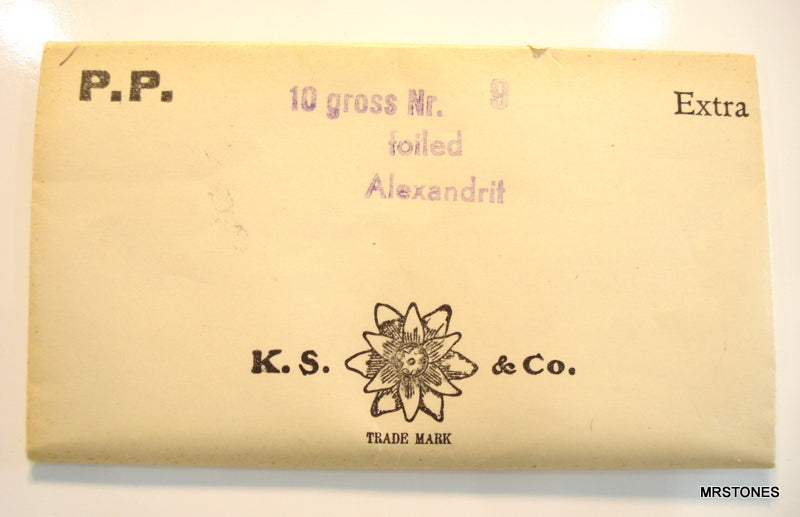 P.P.
10 gross Nr. 9
Extra
foiled
Alexandrit
K. S. & Co.
TRADE MARK
MRSTONES